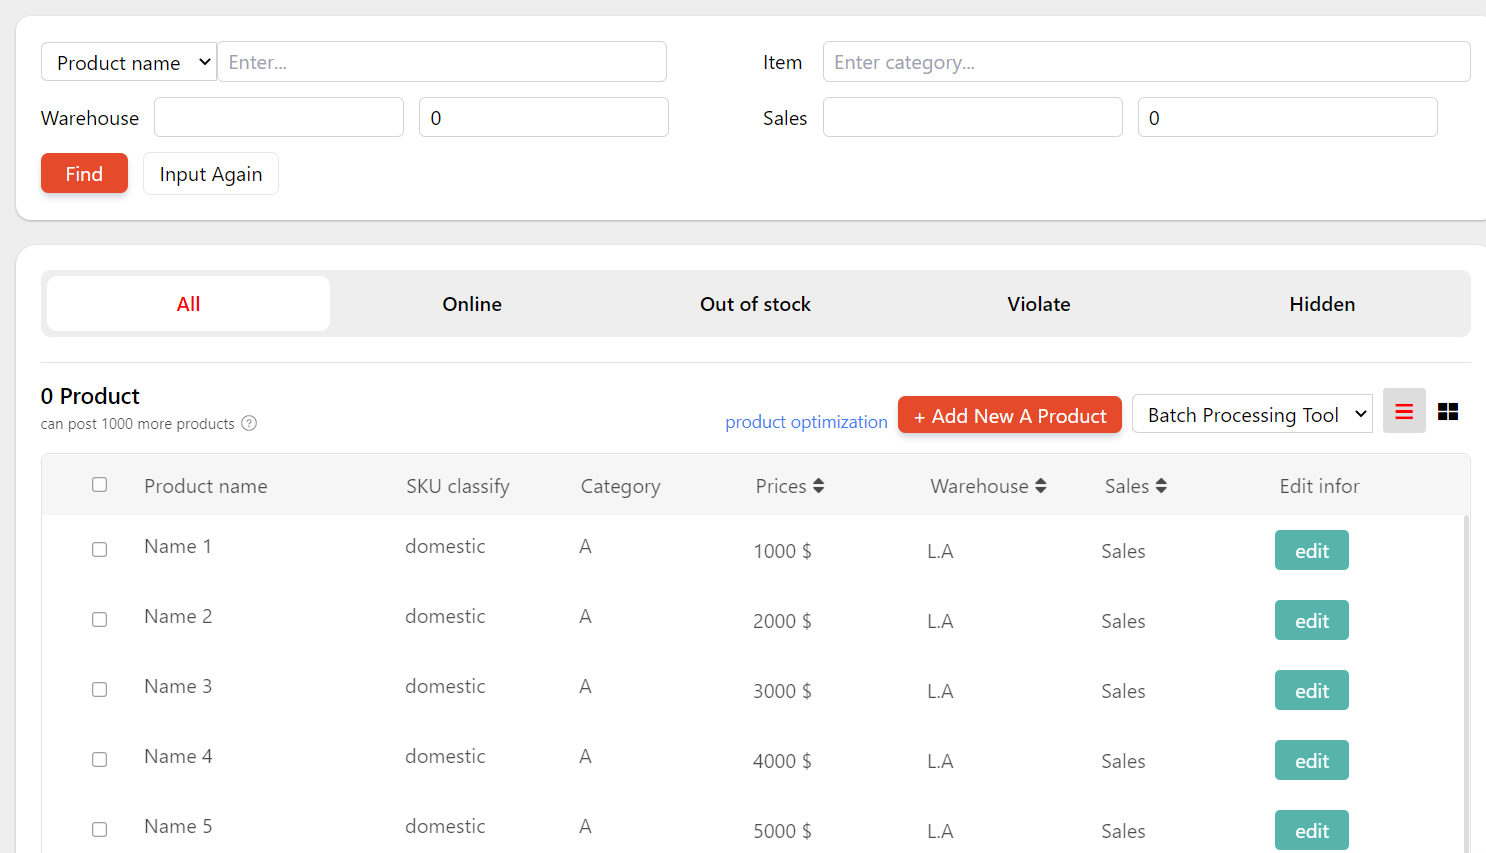 Product name Enter... Item Enter category...
Warehouse 0 Sales 0
Find Input Again
All Online Out of stock Violate Hidden
0 Product
can post 1000 more products ?
product optimization + Add New A Product Batch Processing Tool
Product name SKU classify Category Prices Warehouse Sales Edit infor
Name 1 domestic A 1000 $ L.A Sales edit
Name 2 domestic A 2000 $ L.A Sales edit
Name 3 domestic A 3000 $ L.A Sales edit
Name 4 domestic A 4000 $ L.A Sales edit
Name 5 domestic A 5000 $ L.A Sales edit